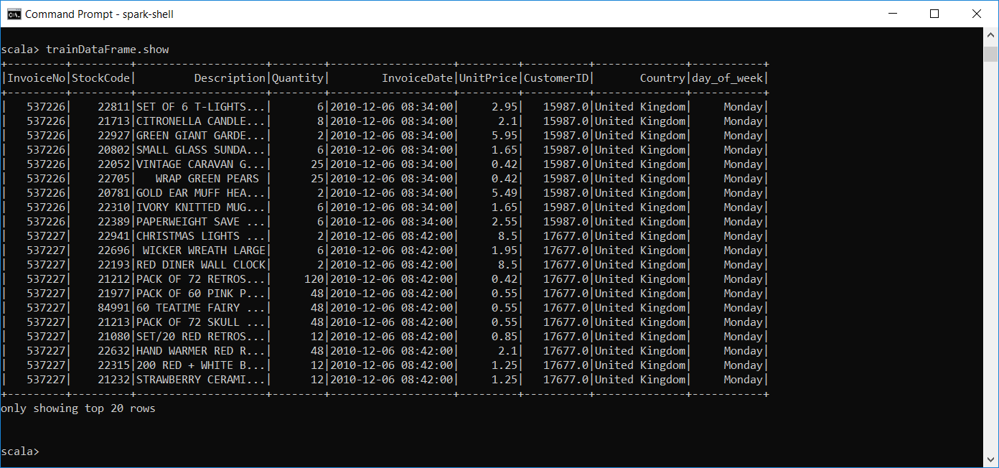 Command Prompt - spark-shell
scala> trainDataFrame.show
+---------+---------+--------------------+--------+-------------------+---------+----------+--------------+-----------+
|InvoiceNo|StockCode|         Description|Quantity|        InvoiceDate|UnitPrice|CustomerID|       Country|day_of_week|
+---------+---------+--------------------+--------+-------------------+---------+----------+--------------+-----------+
|   537226|    22811|SET OF 6 T-LIGHTS...|       6|2010-12-06 08:34:00|     2.95|   15987.0|United Kingdom|     Monday|
|   537226|    21713|CITRONELLA CANDLE...|       8|2010-12-06 08:34:00|      2.1|   15987.0|United Kingdom|     Monday|
|   537226|    22927|GREEN GIANT GARDE...|       2|2010-12-06 08:34:00|     5.95|   15987.0|United Kingdom|     Monday|
|   537226|    20802|SMALL GLASS SUNDA...|       6|2010-12-06 08:34:00|     1.65|   15987.0|United Kingdom|     Monday|
|   537226|    22052|VINTAGE CARAVAN G...|      25|2010-12-06 08:34:00|     0.42|   15987.0|United Kingdom|     Monday|
|   537226|    22705|   WRAP GREEN PEARS |      25|2010-12-06 08:34:00|     0.42|   15987.0|United Kingdom|     Monday|
|   537226|    20781|GOLD EAR MUFF HEA...|       2|2010-12-06 08:34:00|     5.49|   15987.0|United Kingdom|     Monday|
|   537226|    22310|IVORY KNITTED MUG...|       6|2010-12-06 08:34:00|     1.65|   15987.0|United Kingdom|     Monday|
|   537226|    22389|PAPERWEIGHT SAVE ...|       6|2010-12-06 08:34:00|     2.55|   15987.0|United Kingdom|     Monday|
|   537227|    22941|CHRISTMAS LIGHTS ...|       2|2010-12-06 08:42:00|      8.5|   17677.0|United Kingdom|     Monday|
|   537227|    22696| WICKER WREATH LARGE|       6|2010-12-06 08:42:00|     1.95|   17677.0|United Kingdom|     Monday|
|   537227|    22193|RED DINER WALL CLOCK|       2|2010-12-06 08:42:00|      8.5|   17677.0|United Kingdom|     Monday|
|   537227|    21212|PACK OF 72 RETROS...|     120|2010-12-06 08:42:00|     0.42|   17677.0|United Kingdom|     Monday|
|   537227|    21977|PACK OF 60 PINK P...|      48|2010-12-06 08:42:00|     0.55|   17677.0|United Kingdom|     Monday|
|   537227|    84991|60 TEATIME FAIRY ...|      48|2010-12-06 08:42:00|     0.55|   17677.0|United Kingdom|     Monday|
|   537227|    21213|PACK OF 72 SKULL ...|      48|2010-12-06 08:42:00|     0.55|   17677.0|United Kingdom|     Monday|
|   537227|    21080|SET/20 RED RETROS...|      12|2010-12-06 08:42:00|     0.85|   17677.0|United Kingdom|     Monday|
|   537227|    22632|HAND WARMER RED R...|      48|2010-12-06 08:42:00|      2.1|   17677.0|United Kingdom|     Monday|
|   537227|    22315|200 RED + WHITE B...|      12|2010-12-06 08:42:00|     1.25|   17677.0|United Kingdom|     Monday|
|   537227|    21232|STRAWBERRY CERAMI...|      12|2010-12-06 08:42:00|     1.25|   17677.0|United Kingdom|     Monday|
+---------+---------+--------------------+--------+-------------------+---------+----------+--------------+-----------+
only showing top 20 rows
scala>